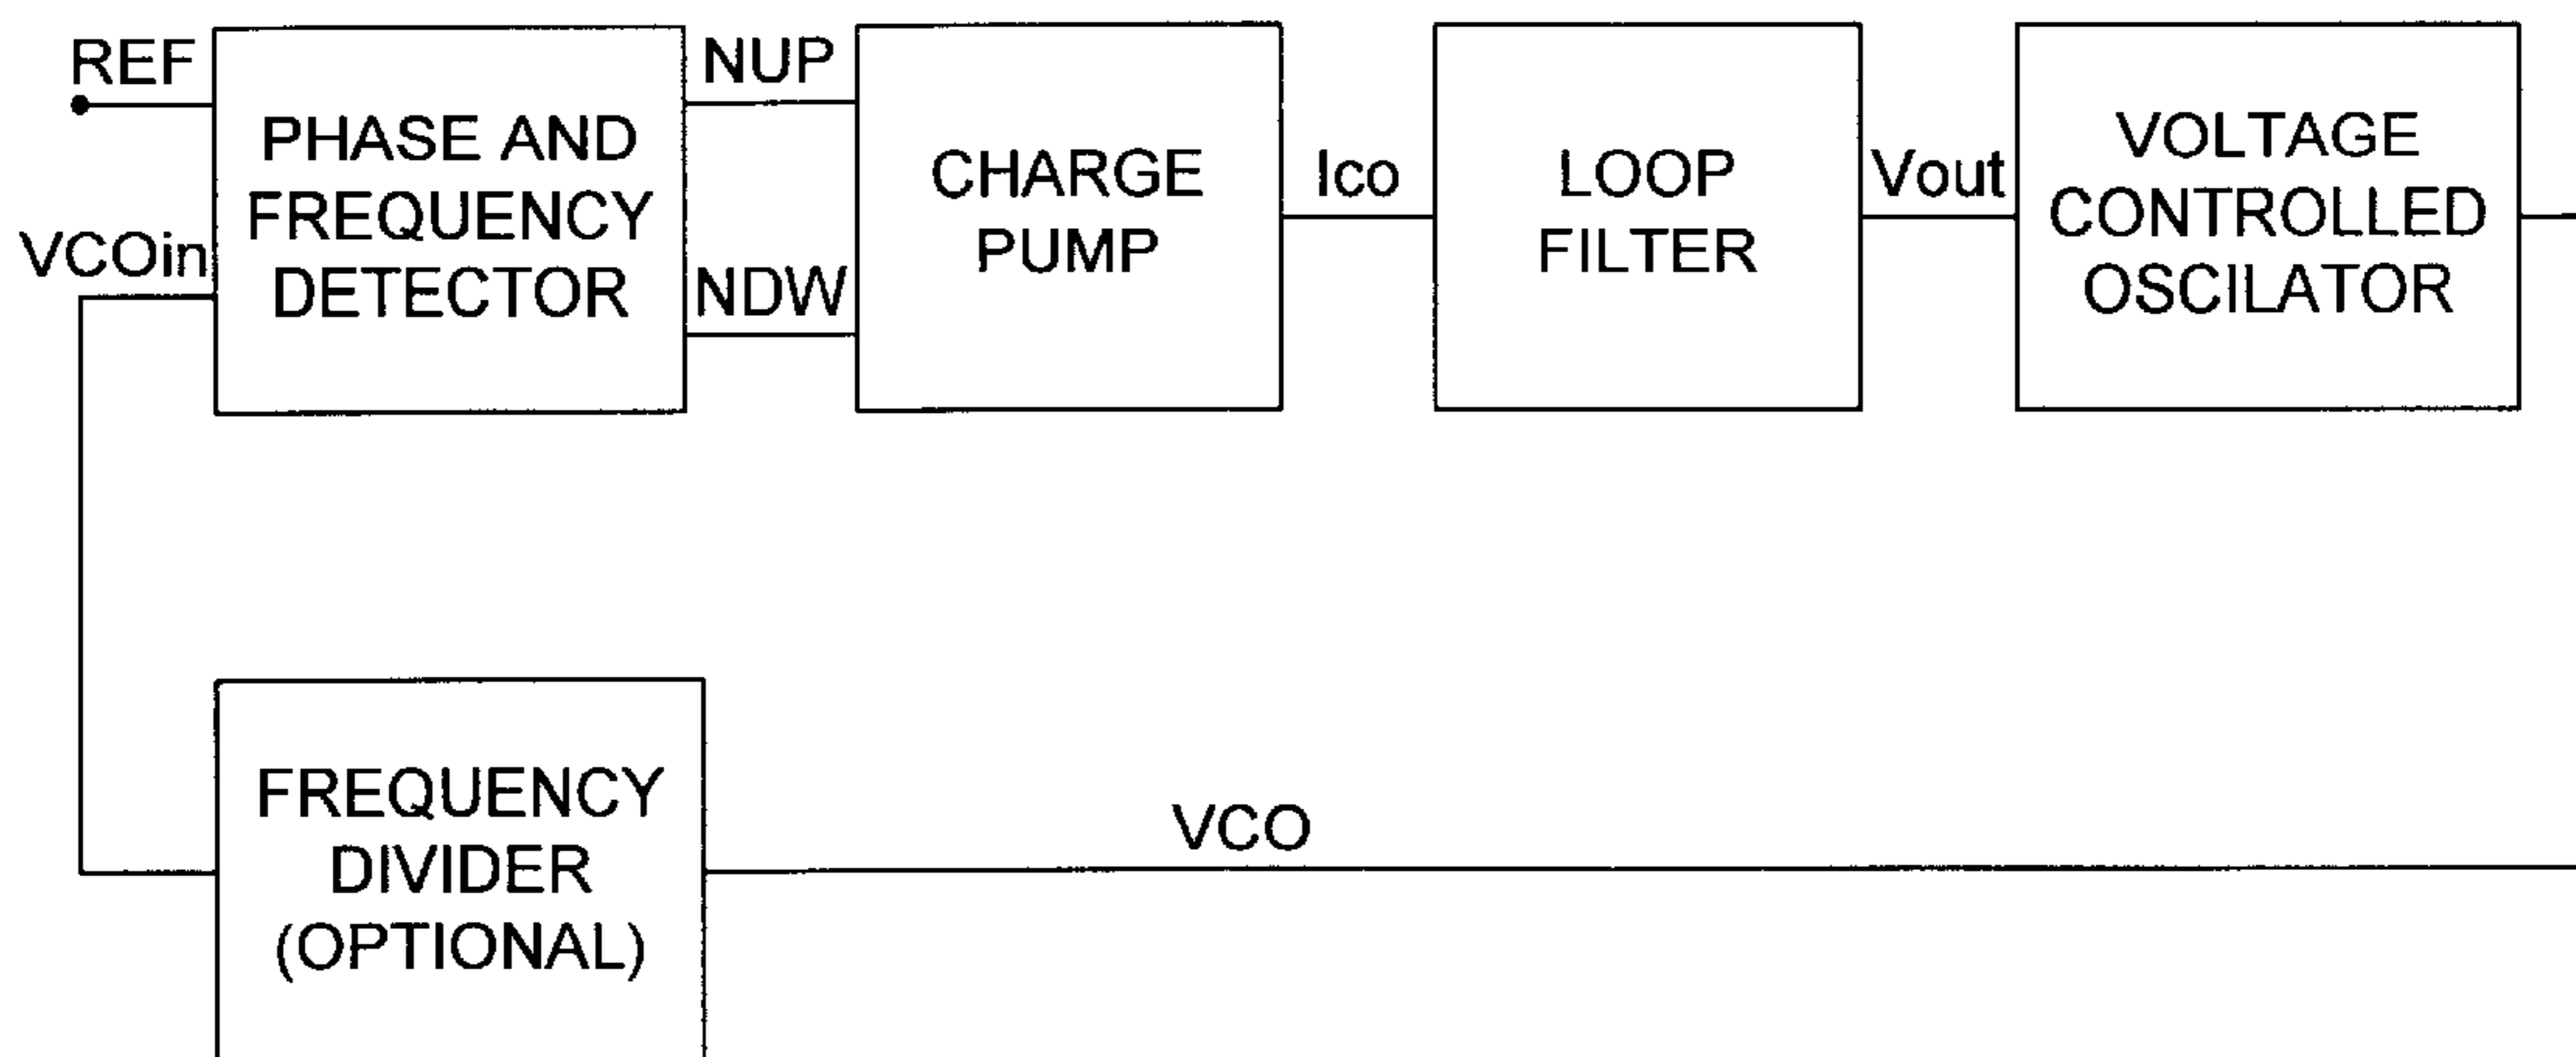 REF
PHASE AND
FREQUENCY
DETECTOR
VCOin
NUP
NDW
CHARGE
PUMP
Ico
LOOP
FILTER
Vout
VOLTAGE
CONTROLLED
OSCILATOR
FREQUENCY
DIVIDER
(OPTIONAL)
VCO